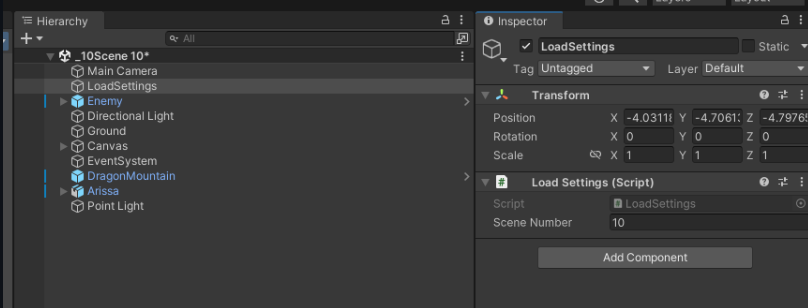 Layers
Layout
Hierarchy
All
_10Scene 10*
Main Camera
LoadSettings
Enemy
Directional Light
Ground
Canvas
EventSystem
DragonMountain
Arissa
Point Light
Inspector
LoadSettings
Static
Tag Untagged Layer Default
Transform
Position X -4.0311 Y -4.7061 Z -4.7976
Rotation X 0 Y 0 Z 0
Scale X 1 Y 1 Z 1
# Load Settings (Script)
Script # LoadSettings
Scene Number 10
Add Component